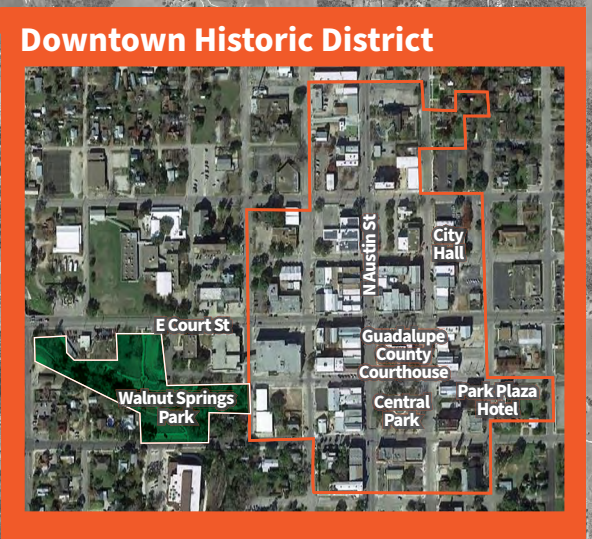 Downtown Historic District
N Austin St
City
Hall
E Court St
Guadalupe
County
Courthouse
Walnut Springs
Park
Central
Park
Park Plaza
Hotel